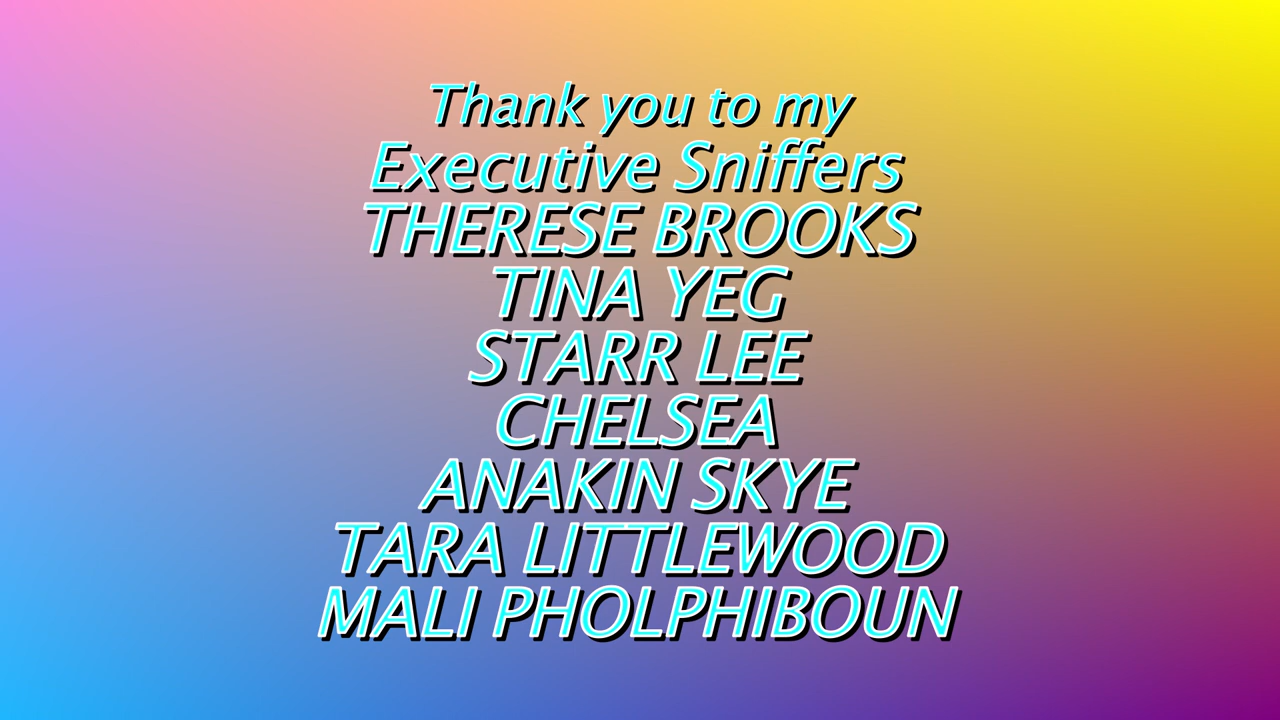 Thank you to my
Executive Sniffers
THERESE BROOKS
TINA YEG
STARR LEE
CHELSEA
ANAKIN SKYE
TARA LITTLEWOOD
MALI PHOLPHIBOUN